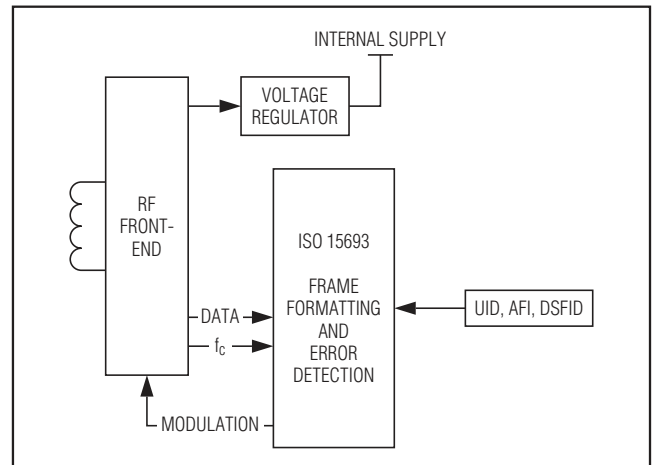 INTERNAL SUPPLY
VOLTAGE
REGULATOR
RF
FRONT-
END
ISO 15693
FRAME
FORMATTING
AND
ERROR
DETECTION
DATA
fc
MODULATION
UID, AFI, DSFID